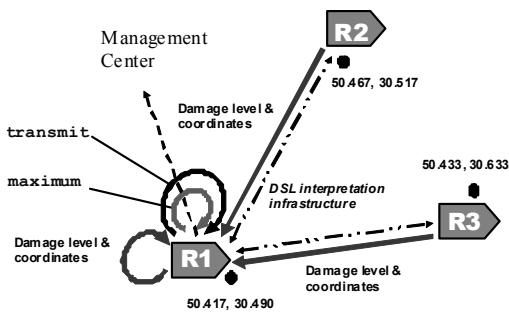 Management
Center
R2
50.467, 30.517
Damage level &
coordinates
transmit
maximum
50.433, 30.633
DSL interpretation
infrastructure
R3
Damage level &
coordinates
R1
Damage level &
coordinates
50.417, 30.490